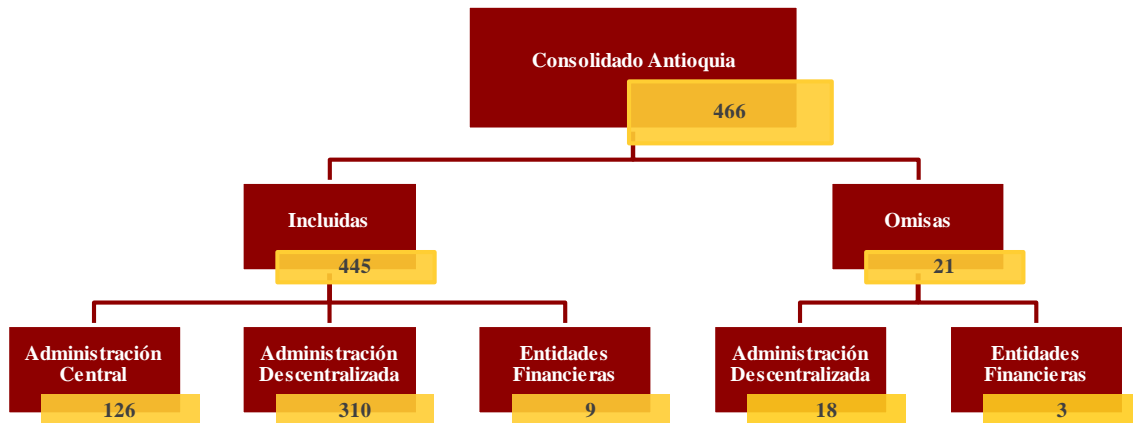 Consolidado Antioquia
466
Incluidas
445
Omisas
21
Administración
Central
126
Administración
Descentralizada
310
Entidades
Financieras
9
Administración
Descentralizada
18
Entidades
Financieras
3